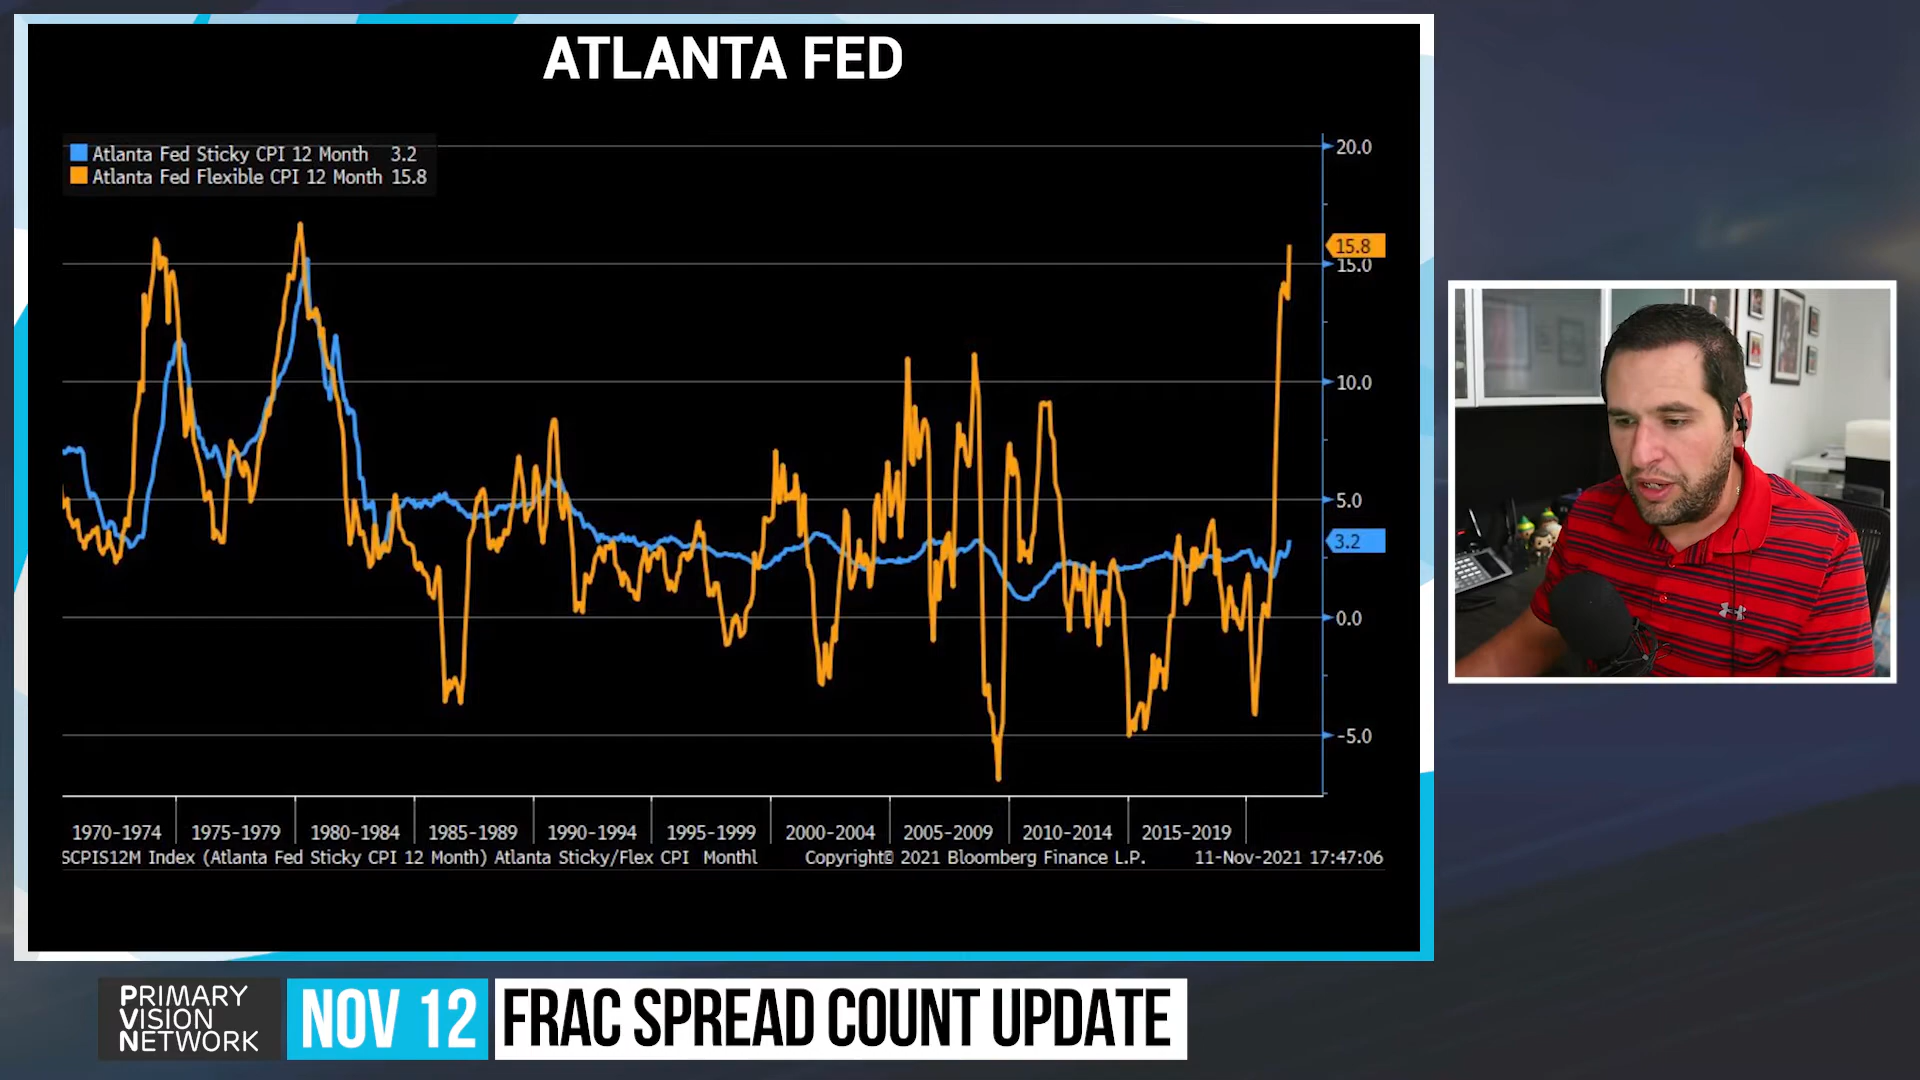 ATLANTA FED
Atlanta Fed Sticky CPI 12 Month 3.2
Atlanta Fed Flexible CPI 12 Month 15.8
20.0
15.8
15.0
10.0
5.0
3.2
0.0
-5.0
1970-1974 1975-1979 1980-1984 1985-1989 1990-1994 1995-1999 2000-2004 2005-2009 2010-2014 2015-2019
SCPIS12M Index (Atlanta Fed Sticky CPI 12 Month) Atlanta Sticky/Flex CPI Monthl Copyright© 2021 Bloomberg Finance L.P. 11-Nov-2021 17:47:06
PRIMARY
VISION
NETWORK
NOV 12
FRAC SPREAD COUNT UPDATE